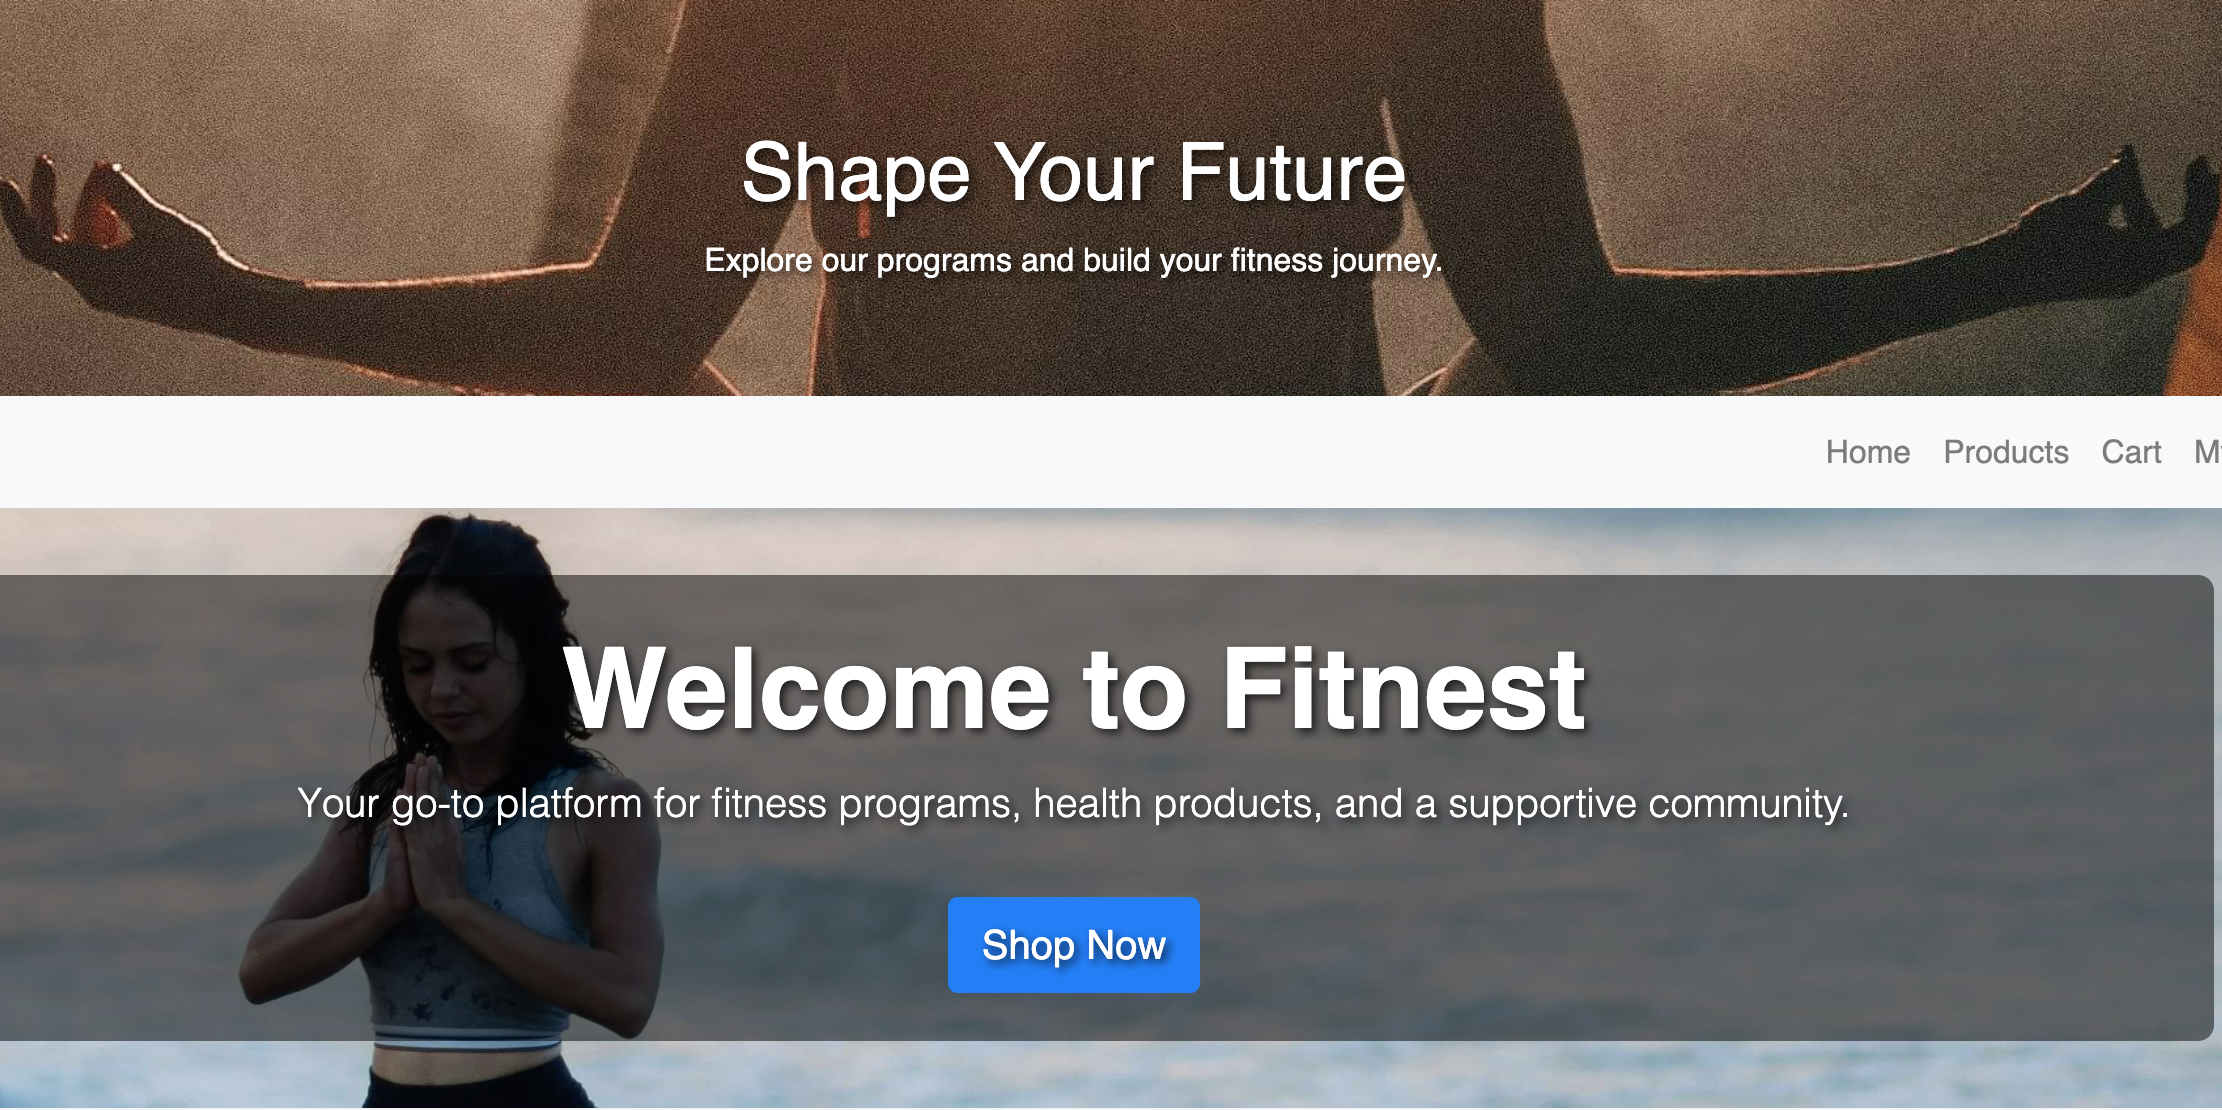 Shape Your Future
Explore our programs and build your fitness journey.
Home Products Cart
Welcome to Fitnest
Your go-to platform for fitness programs, health products, and a supportive community.
Shop Now